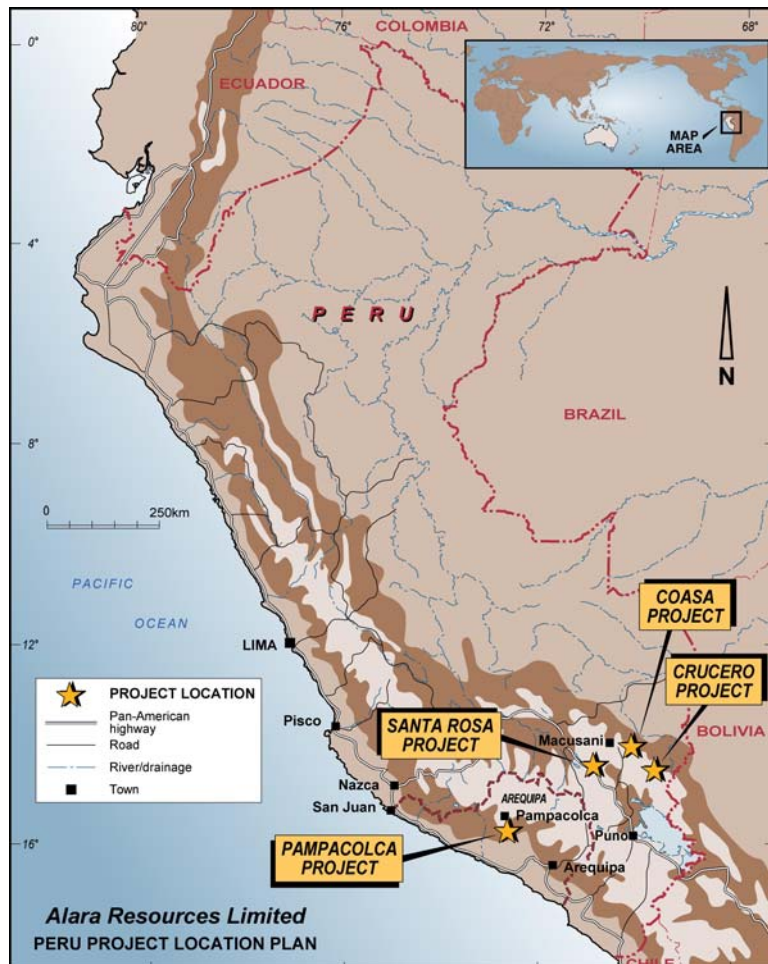 80°
76°
72°
68°
0°
COLOMBIA
ECUADOR
MAP
AREA
4°
PERU
N
BRAZIL
8°
0
250km
PACIFIC
OCEAN
COASA
PROJECT
12°
LIMA
CRUCERO
PROJECT
PROJECT LOCATION
Pan-American
highway
Road
River/drainage
Town
Pisco
SANTA ROSA
PROJECT
Macusani
BOLIVIA
Nazca
San Juan
AREQUIPA
Pampacolca
Puno
16°
PAMPACOLCA
PROJECT
Arequipa
Alara Resources Limited
PERU PROJECT LOCATION PLAN
CHILE